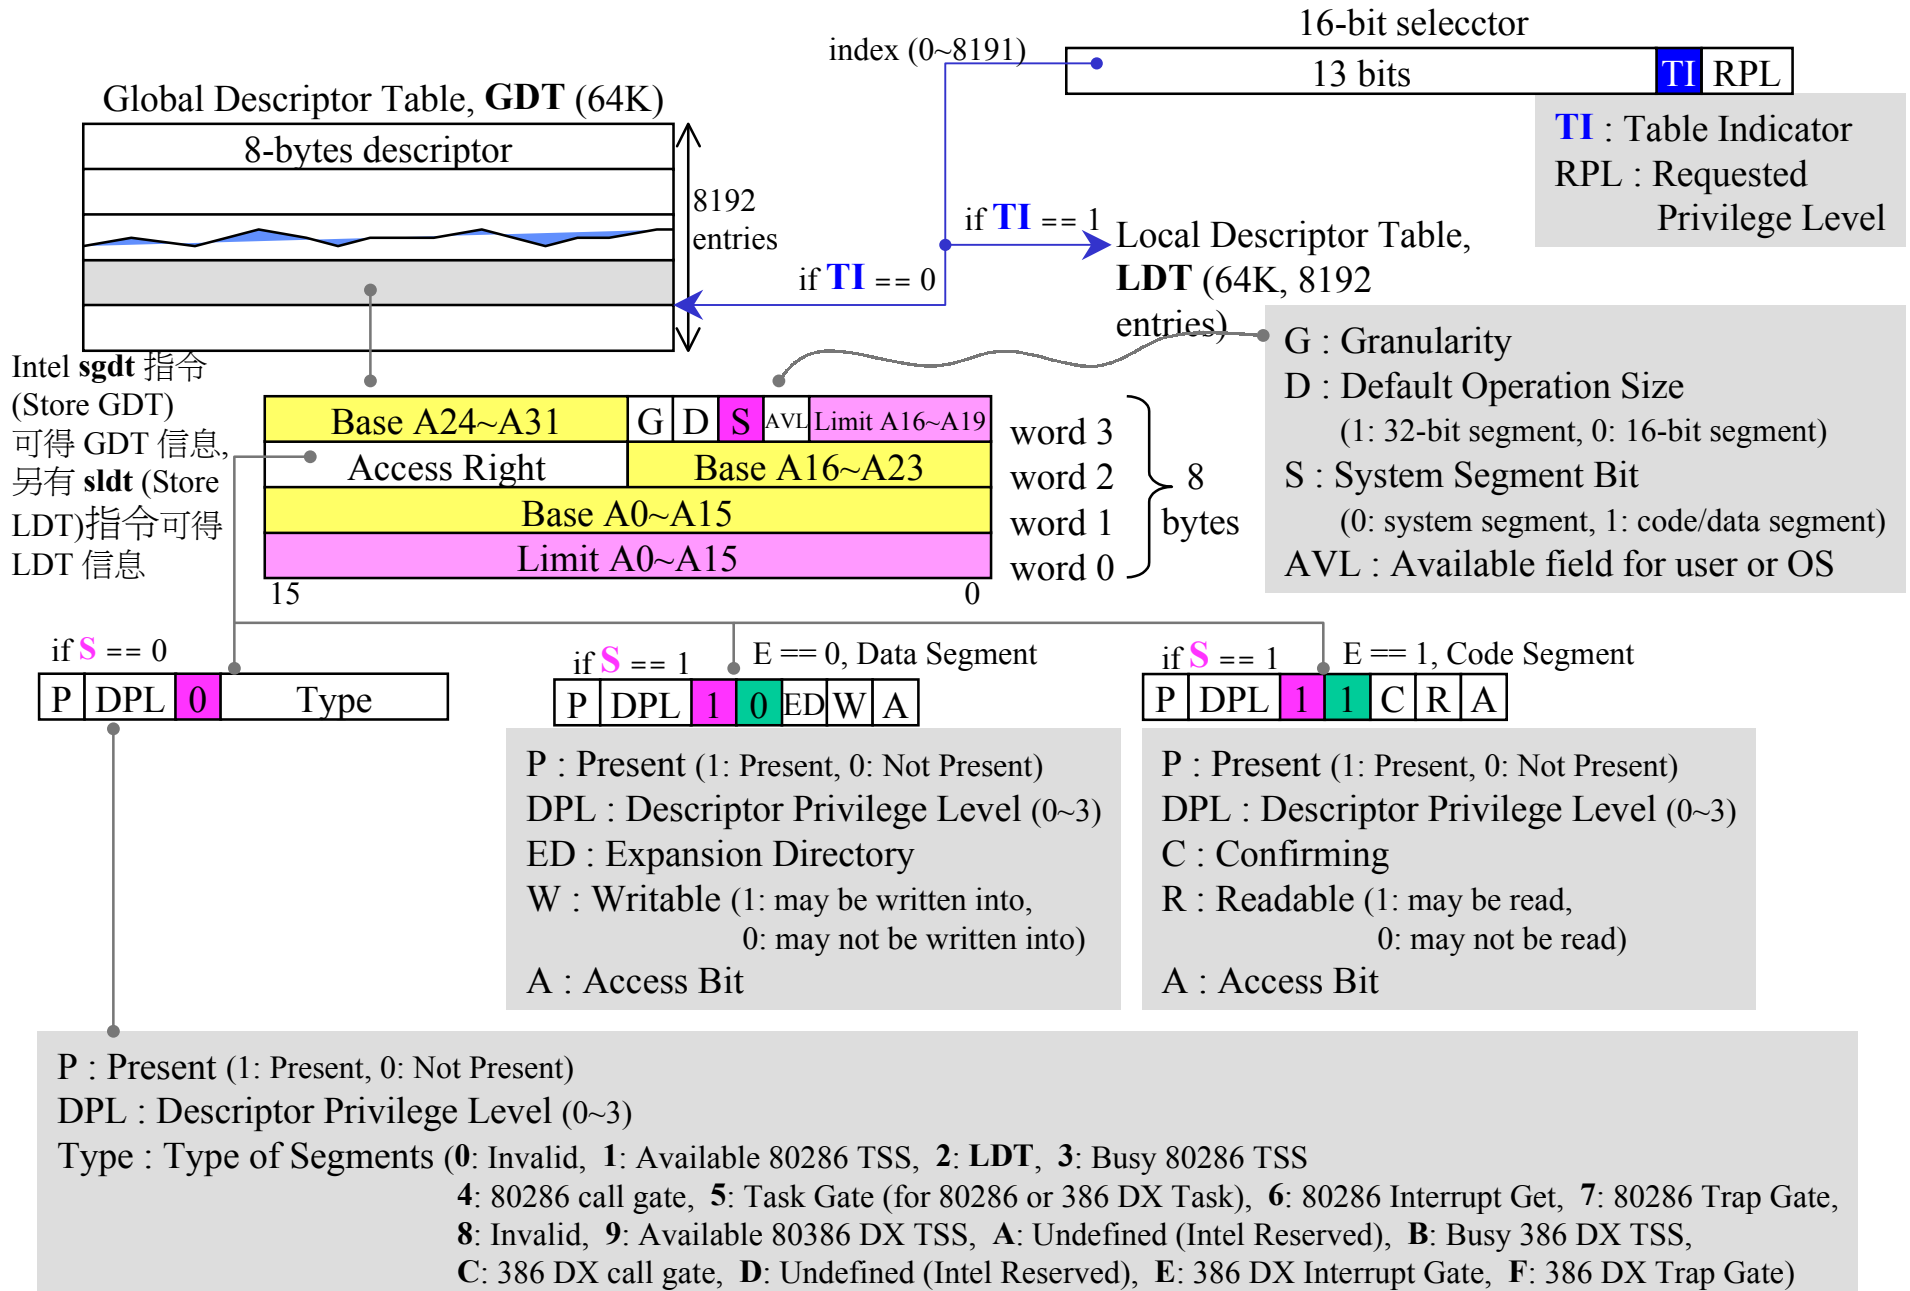 16-bit selecctor
index (0~8191)
13 bits TI RPL
Global Descriptor Table, GDT (64K)
8-bytes descriptor
8192
entries
TI : Table Indicator
RPL : Requested
Privilege Level
if TI == 1
if TI == 0
Local Descriptor Table,
LDT (64K, 8192
entries)
Intel sgdt 指令
(Store GDT)
可得 GDT 信息,
另有 sldt (Store
LDT)指令可得
LDT 信息
Base A24~A31 G D S AVL Limit A16~A19 word 3
Access Right Base A16~A23 word 2
Base A0~A15 word 1
Limit A0~A15 word 0
15 0
8
bytes
G : Granularity
D : Default Operation Size
(1: 32-bit segment, 0: 16-bit segment)
S : System Segment Bit
(0: system segment, 1: code/data segment)
AVL : Available field for user or OS
if S == 0
P DPL 0 Type
if S == 1 E == 0, Data Segment
P DPL 1 0 ED W A
if S == 1 E == 1, Code Segment
P DPL 1 1 C R A
P : Present (1: Present, 0: Not Present)
DPL : Descriptor Privilege Level (0~3)
ED : Expansion Directory
W : Writable (1: may be written into,
0: may not be written into)
A : Access Bit
P : Present (1: Present, 0: Not Present)
DPL : Descriptor Privilege Level (0~3)
C : Confirming
R : Readable (1: may be read,
0: may not be read)
A : Access Bit
P : Present (1: Present, 0: Not Present)
DPL : Descriptor Privilege Level (0~3)
Type : Type of Segments (0: Invalid, 1: Available 80286 TSS, 2: LDT, 3: Busy 80286 TSS
4: 80286 call gate, 5: Task Gate (for 80286 or 386 DX Task), 6: 80286 Interrupt Get, 7: 80286 Trap Gate,
8: Invalid, 9: Available 80386 DX TSS, A: Undefined (Intel Reserved), B: Busy 386 DX TSS,
C: 386 DX call gate, D: Undefined (Intel Reserved), E: 386 DX Interrupt Gate, F: 386 DX Trap Gate)